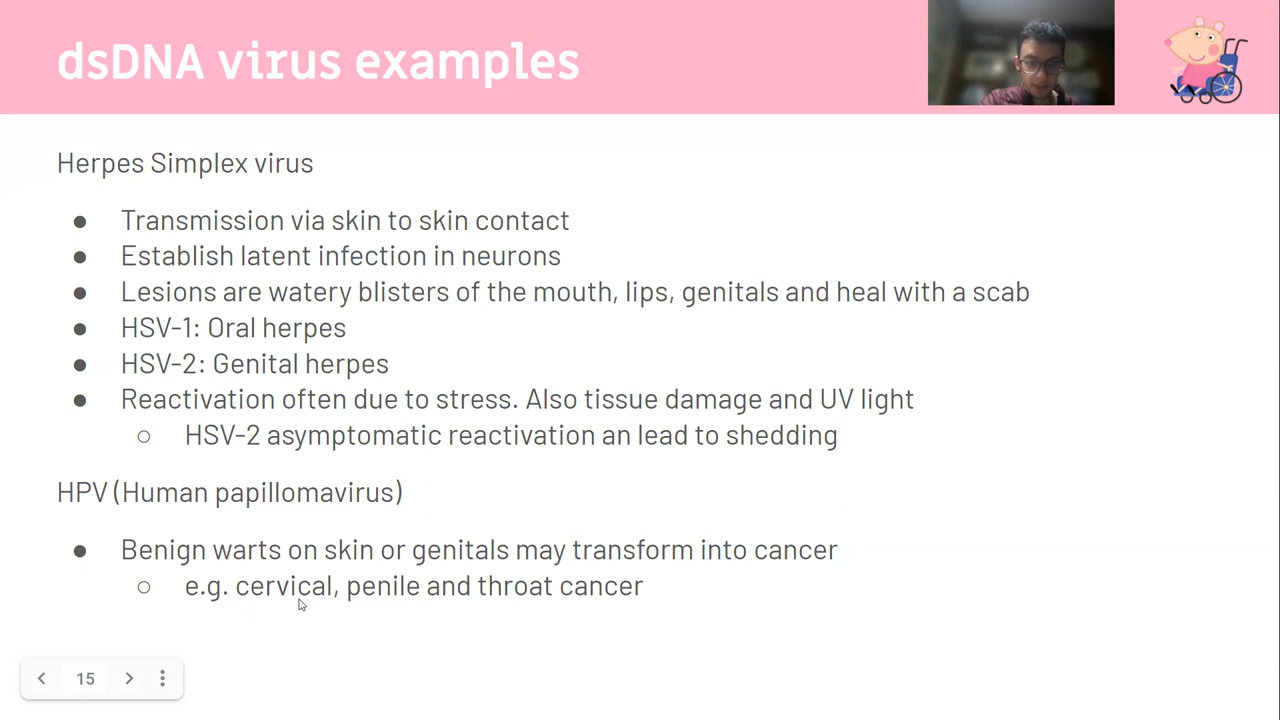 dsDNA virus examples
Herpes Simplex virus
● Transmission via skin to skin contact
● Establish latent infection in neurons
● Lesions are watery blisters of the mouth, lips, genitals and heal with a scab
● HSV-1: Oral herpes
● HSV-2: Genital herpes
● Reactivation often due to stress. Also tissue damage and UV light
○ HSV-2 asymptomatic reactivation an lead to shedding
HPV (Human papillomavirus)
● Benign warts on skin or genitals may transform into cancer
○ e.g. cervical, penile and throat cancer
15